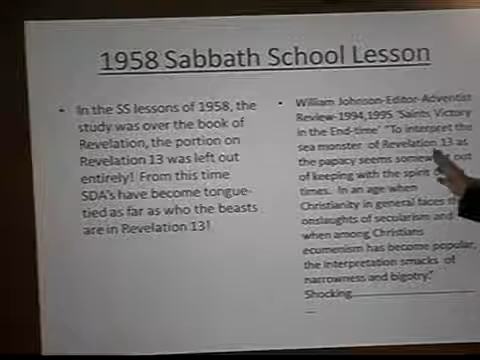 1958 Sabbath School Lesson
• In the SS lessons of 1958, the
study was over the book of
Revelation, the portion on
Revelation 13 was left out
entirely! From this time
SDA's have become tongue-
tied as far as who the beasts
are in Revelation 13!
• William Johnson-Editor-Adventist
Review-1994,1995 "Saints Victory
in the End-time" "To interpret the
sea monster of Revelation 13 as
the papacy seems out
of keeping with the spirit
times. In an age when
Christianity in general faces
onslaughts of secularism and
when among Christians
ecumenism has become popular,
the interpretation smacks of
narrowness and bigotry."
Shocking